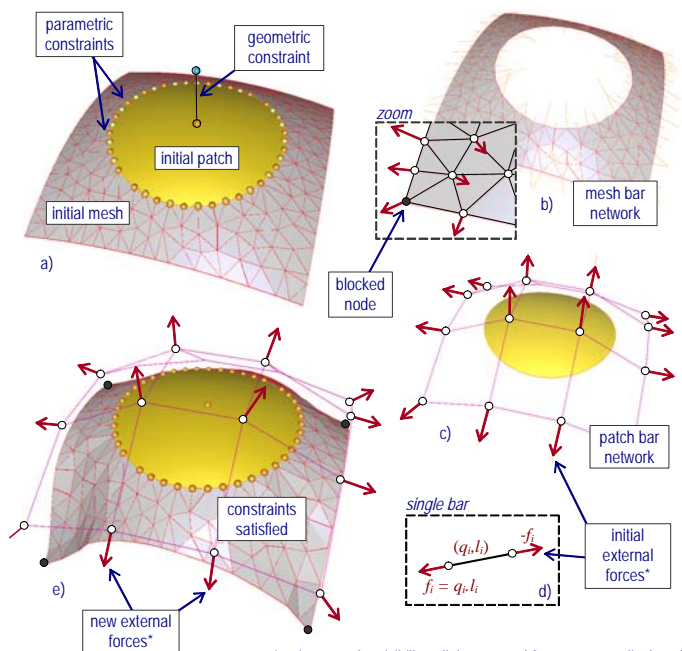 parametric
constraints
geometric
constraint
initial patch
initial mesh
a)
zoom
b)
mesh bar
network
blocked
node
c)
patch bar
network
constraints
satisfied
e)
single bar
(qi,li)
-fi
fi = qi.li
d)
initial
external
forces*
new external
forces*